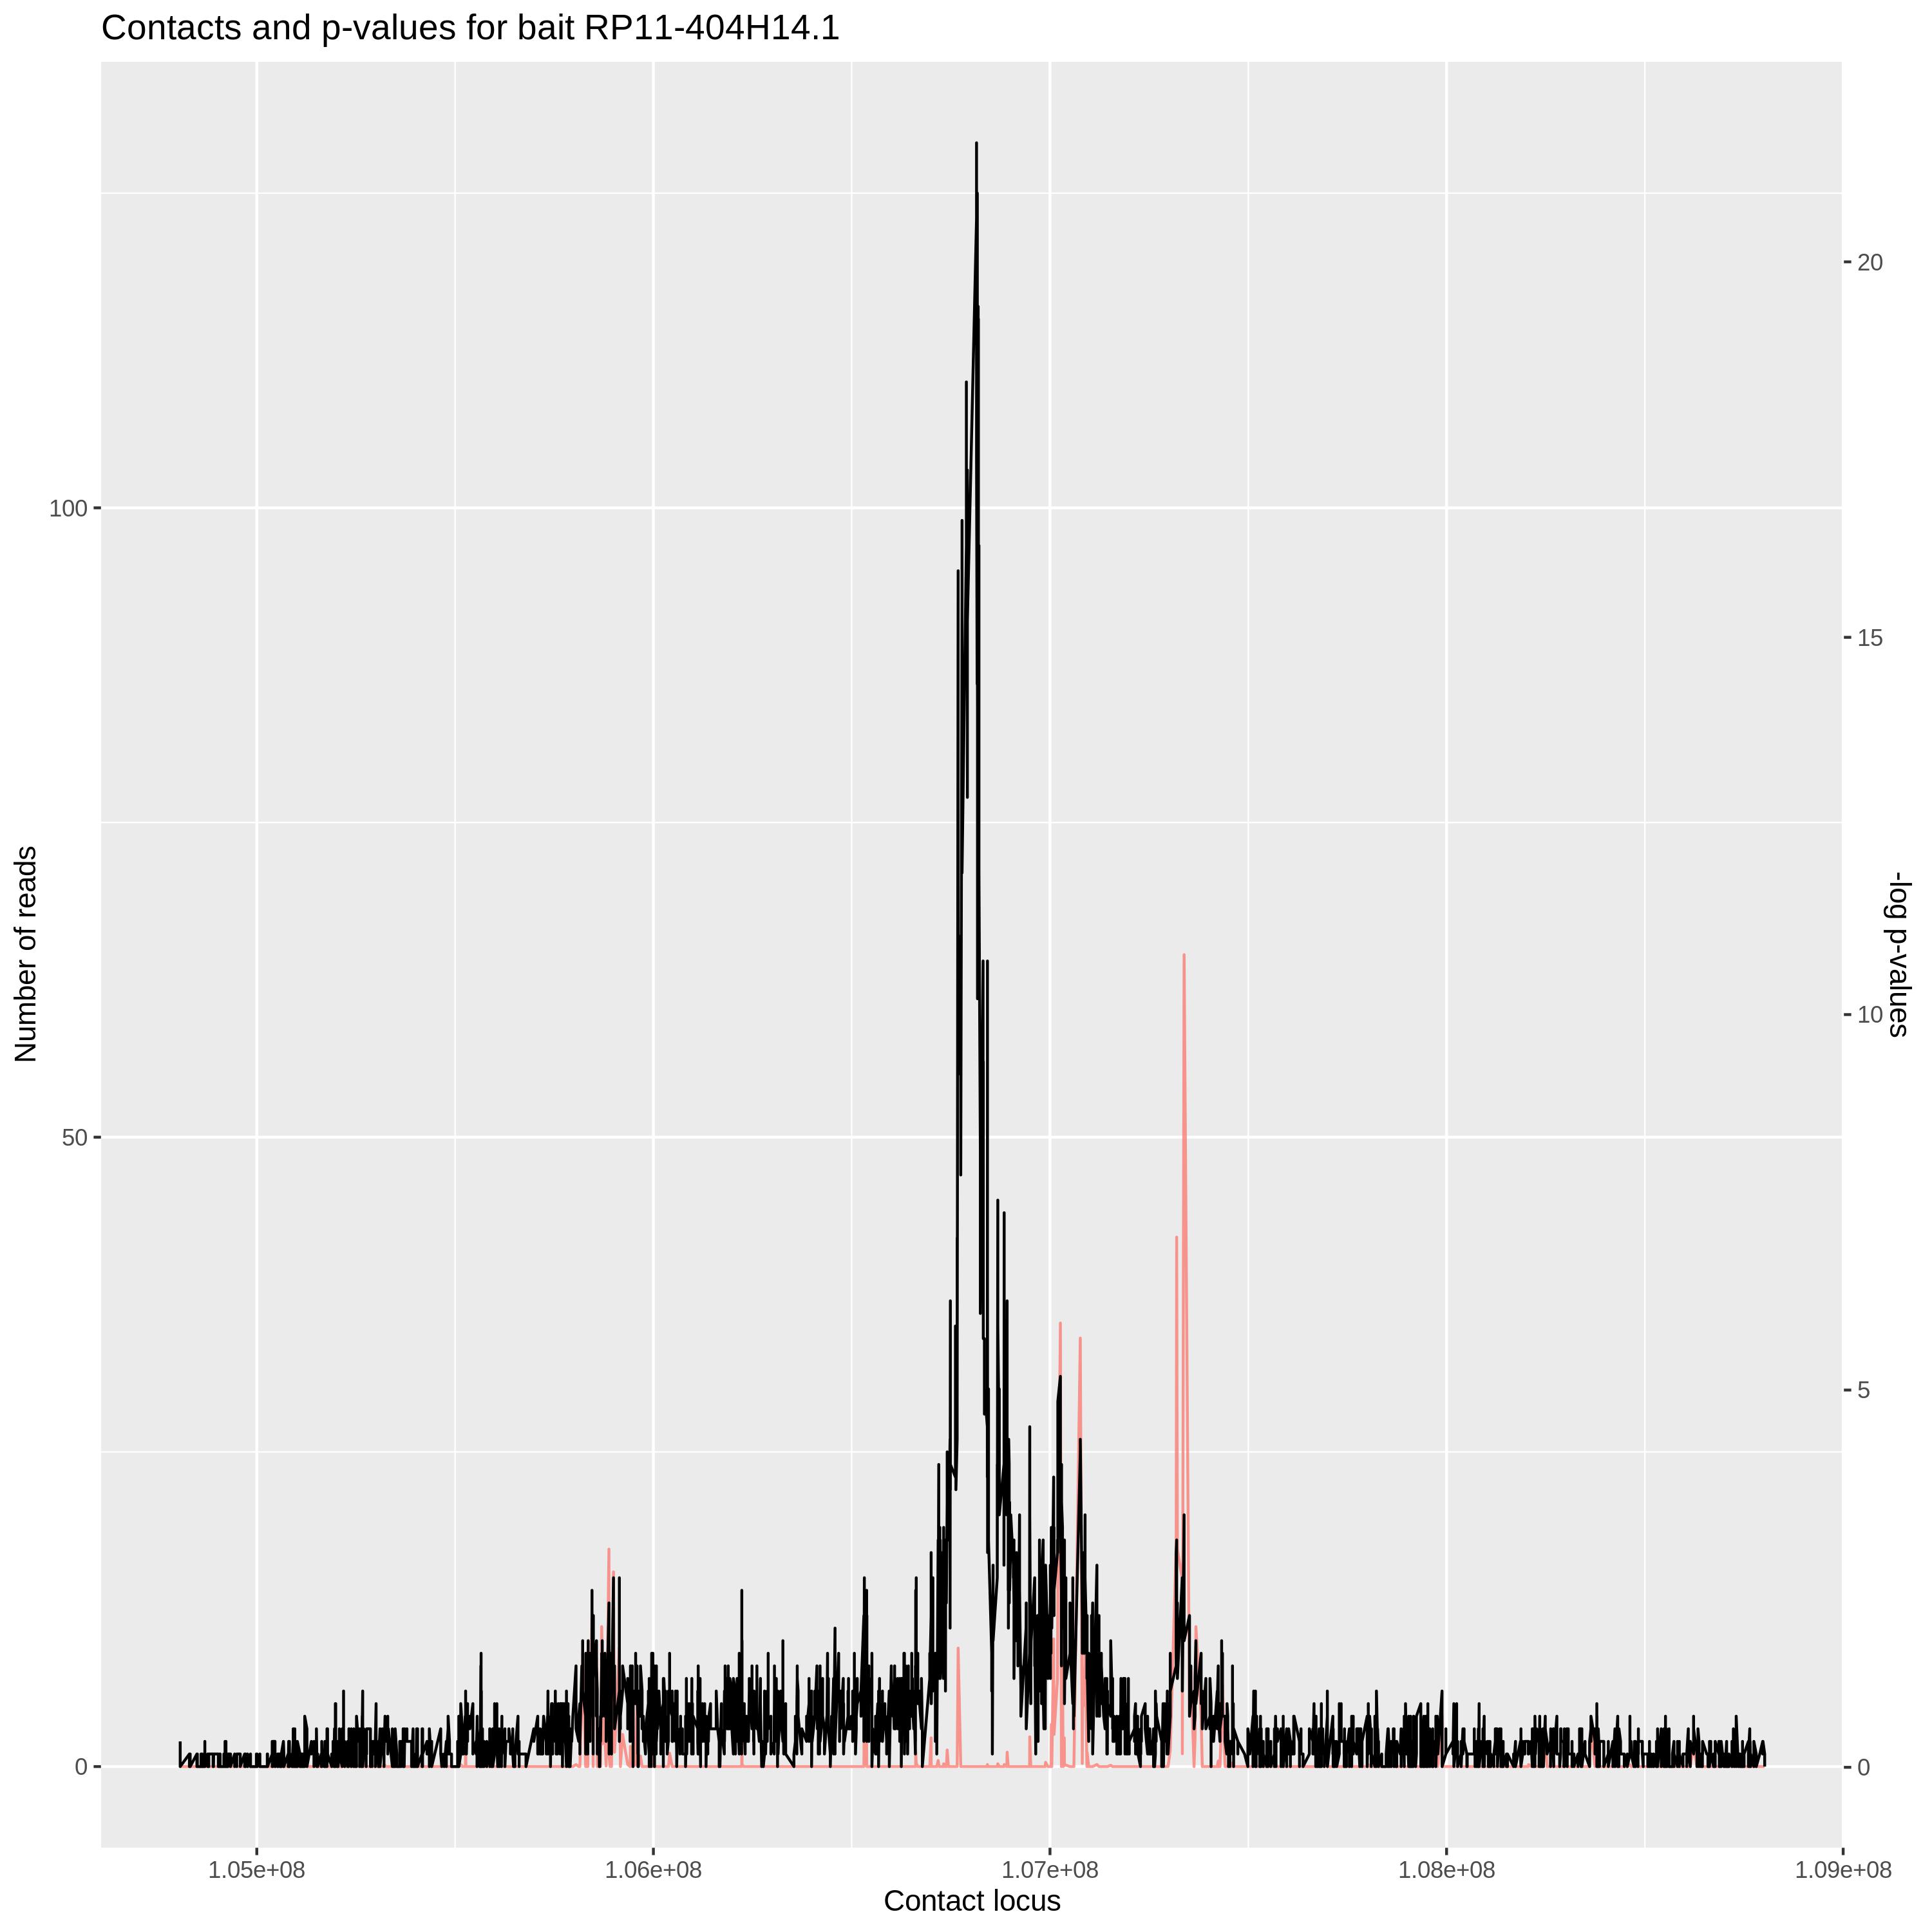 Contacts and p-values for bait RP11-404H14.1
Number of reads
100
50
0
20
15
10
5
0
-log p-values
1.05e+08 1.06e+08 1.07e+08 1.08e+08 1.09e+08
Contact locus